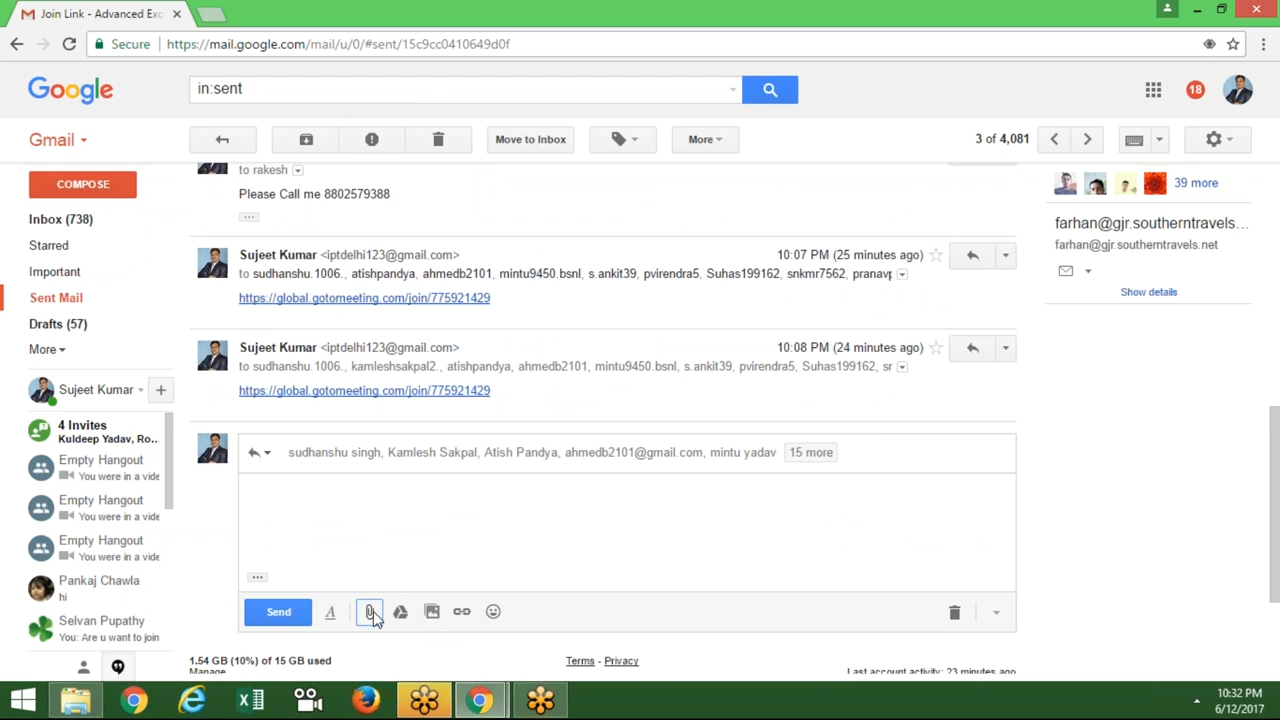 Join Link - Advanced Exc
Secure
https://mail.google.com/mail/u/0/#sent/15c9cc0410649d0f
Google
in:sent
18
Gmail
Move to Inbox
More
3 of 4,081
COMPOSE
Inbox (738)
Starred
Important
Sent Mail
Drafts (57)
More
Sujeet Kumar
4 Invites
Kuldeep Yadav, Ro...
Empty Hangout
You were in a vide
Empty Hangout
You were in a vide
Empty Hangout
You were in a vide
Pankaj Chawla
hi
Selvan Pupathy
You: Are u want to join
to rakesh
Please Call me 8802579388
Sujeet Kumar <iptdelhi123@gmail.com>
10:07 PM (25 minutes ago)
to sudhanshu.1006., atishpandya, ahmedb2101, mintu9450.bsnl, s.ankit39, pvirendra5, Suhas199162, snkmr7562, pranavp
https://global.gotomeeting.com/join/775921429
Sujeet Kumar <iptdelhi123@gmail.com>
10:08 PM (24 minutes ago)
to sudhanshu.1006., kamleshsakpal2., atishpandya, ahmedb2101, mintu9450.bsnl, s.ankit39, pvirendra5, Suhas199162, sr
https://global.gotomeeting.com/join/775921429
sudhanshu singh, Kamlesh Sakpal, Atish Pandya, ahmedb2101@gmail.com, mintu yadav
15 more
Send
1.54 GB (10%) of 15 GB used
Manage
Terms - Privacy
Last account activity: 23 minutes ago
39 more
farhan@gjr.southerntravels...
farhan@gjr.southerntravels.net
Show details
10:32 PM
6/12/2017